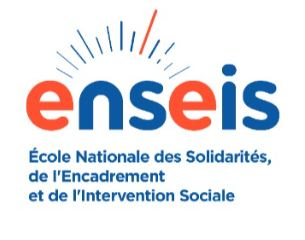 enseis
École Nationale des Solidarités,
de l'Encadrement
et de l'Intervention Sociale